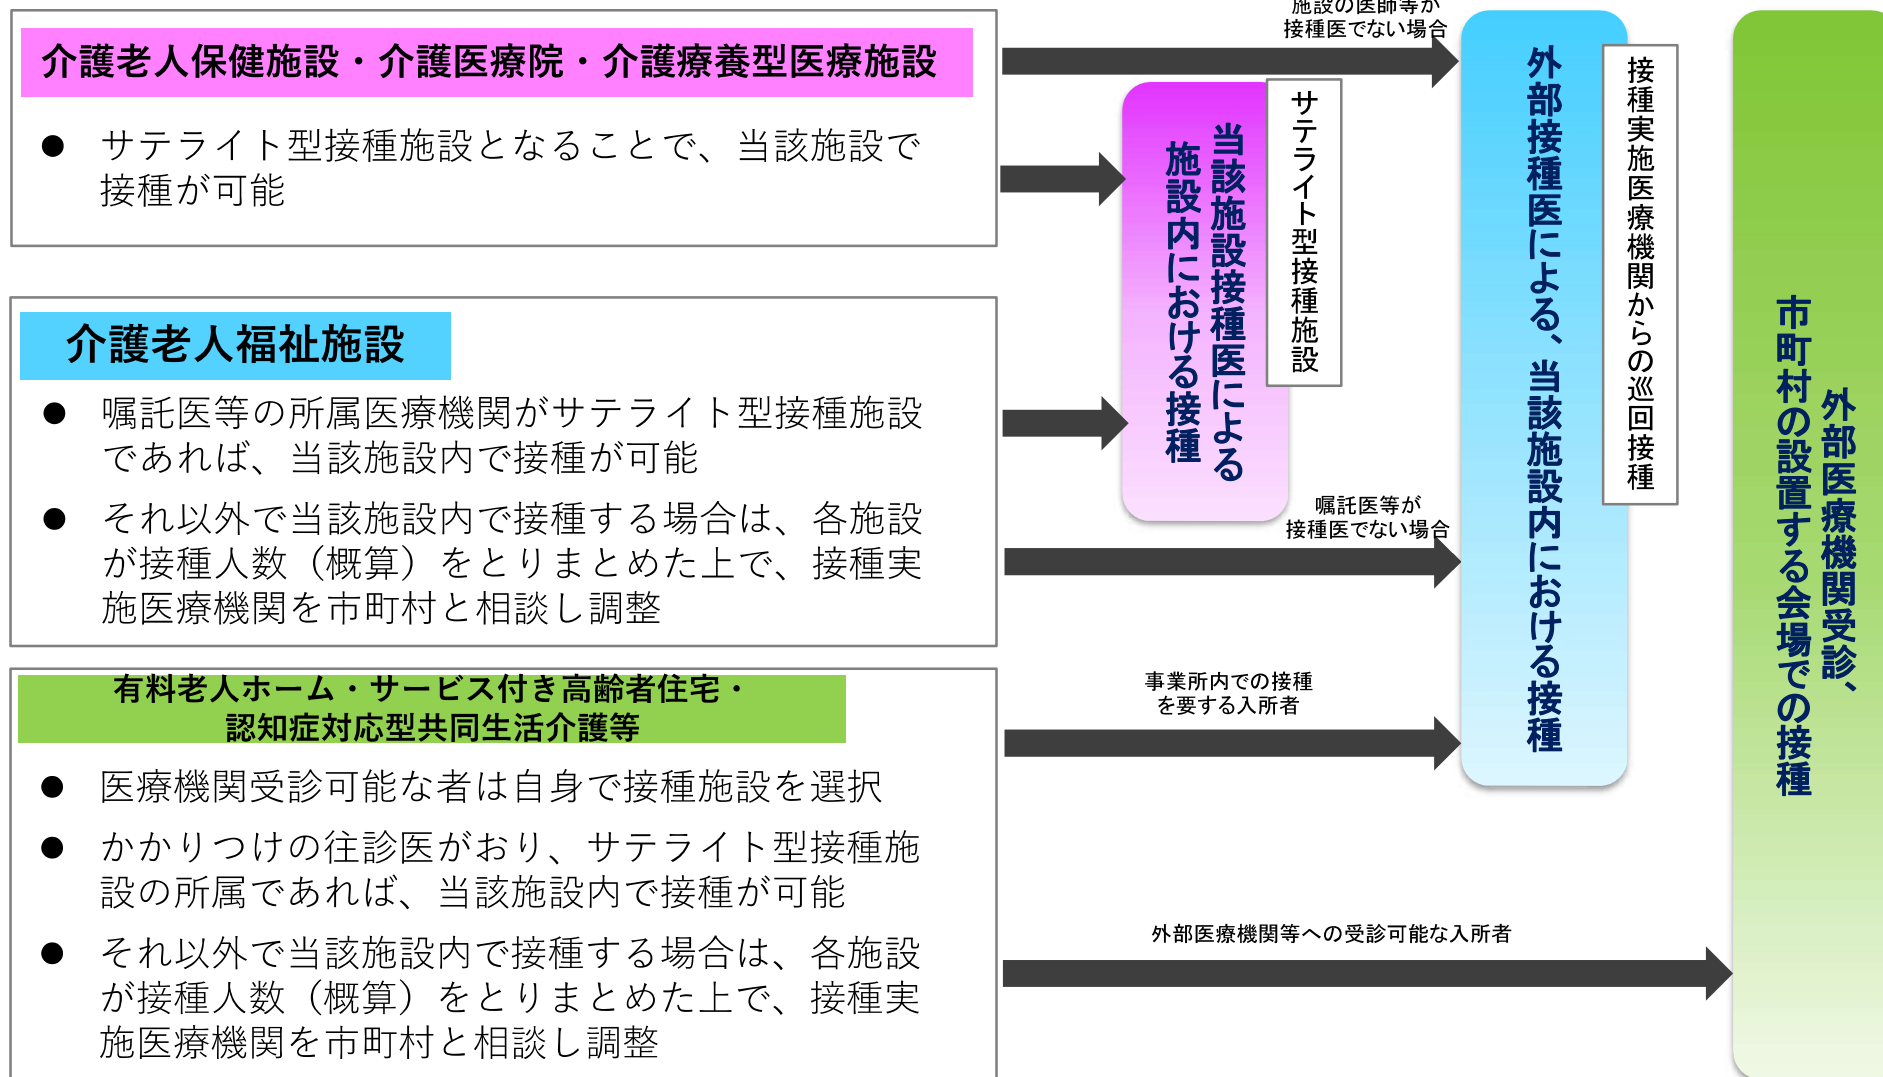 介護老人保健施設・介護医療院・介護療養型医療施設
● サテライト型接種施設となることで、当該施設で
接種が可能
介護老人福祉施設
● 嘱託医等の所属医療機関がサテライト型接種施設
であれば、当該施設内で接種が可能
● それ以外で当該施設内で接種する場合は、各施設
が接種人数（概算）をとりまとめた上で、接種実
施医療機関を市町村と相談し調整
有料老人ホーム・サービス付き高齢者住宅・
認知症対応型共同生活介護等
● 医療機関受診可能な者は自身で接種施設を選択
● かかりつけの往診医がおり、サテライト型接種施
設の所属であれば、当該施設内で接種が可能
● それ以外で当該施設内で接種する場合は、各施設
が接種人数（概算）をとりまとめた上で、接種実
施医療機関を市町村と相談し調整
施設の医師等が
接種医でない場合
当該施設接種医による
施設内における接種
サテライト型接種施設
嘱託医等が
接種医でない場合
事業所内での接種
を要する入所者
外部医療機関等への受診可能な入所者
外部接種医による、当該施設内における接種
接種実施医療機関からの巡回接種
外部医療機関受診、
市町村の設置する会場での接種